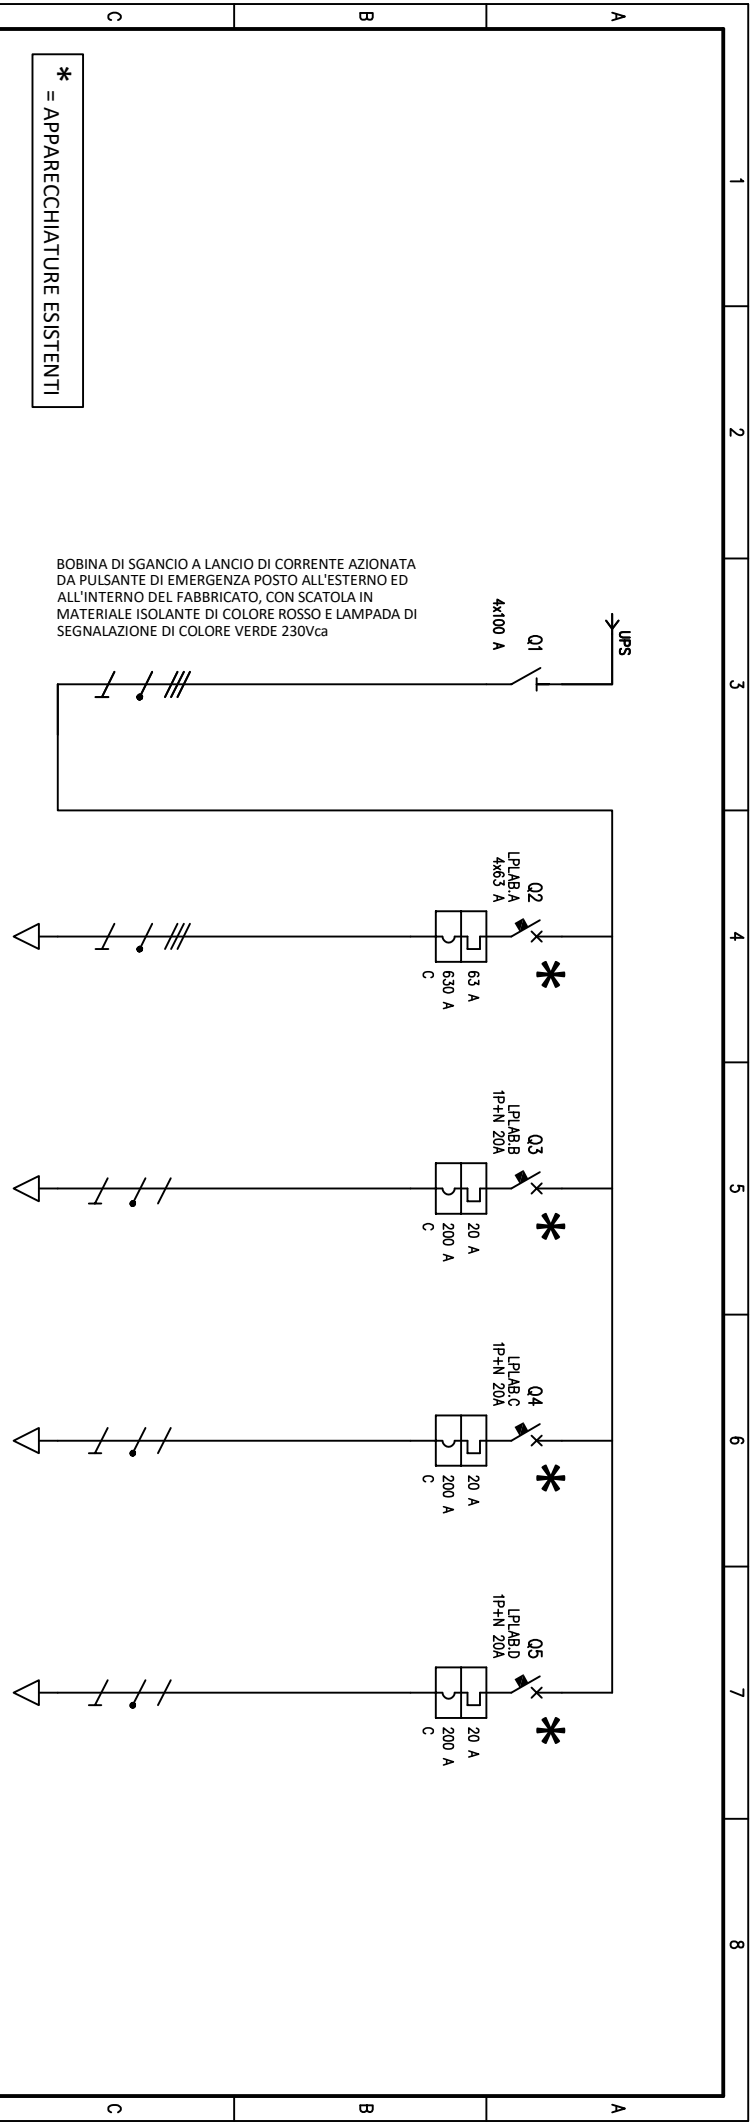 1
2
3
4
5
6
7
8
A
B
C
A
B
C
UPS
Q1
4x100 A
BOBINA DI SGANCIO A LANCIO DI CORRENTE AZIONATA
DA PULSANTE DI EMERGENZA POSTO ALL'ESTERNO ED
ALL'INTERNO DEL FABBRICATO, CON SCATOLA IN
MATERIALE ISOLANTE DI COLORE ROSSO E LAMPADA DI
SEGNALAZIONE DI COLORE VERDE 230Vca
Q2
LPLAB.A
4x63 A
*
63 A
630 A
C
Q3
LPLAB.B
1P+N 20A
*
20 A
200 A
C
Q4
LPLAB.C
1P+N 20A
*
20 A
200 A
C
Q5
LPLAB.D
1P+N 20A
*
20 A
200 A
C
* = APPARECCHIATURE ESISTENTI